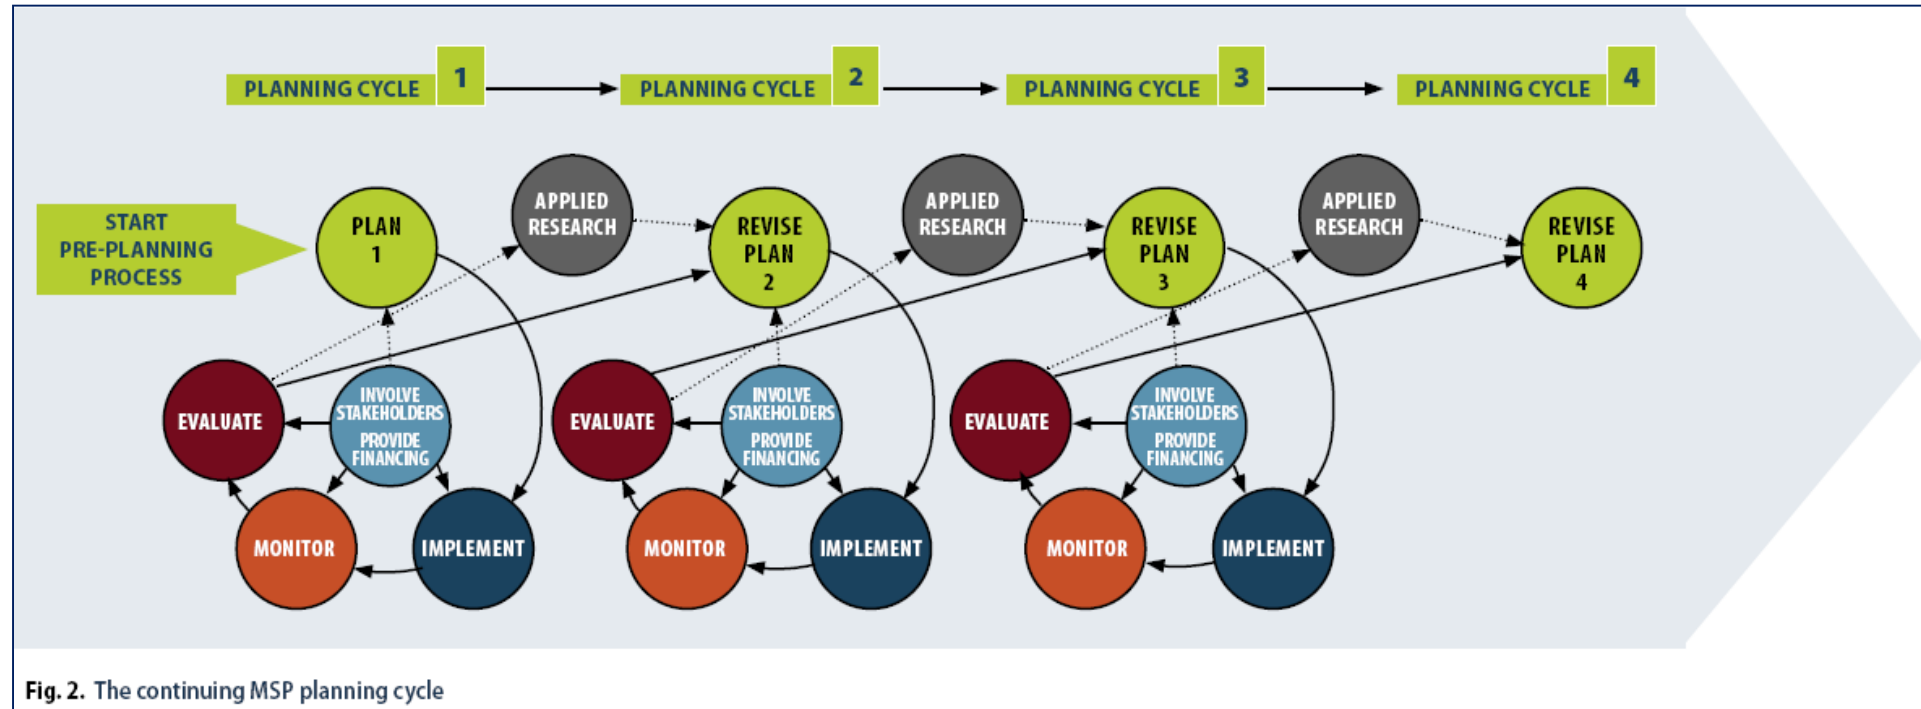 PLANNING CYCLE 1
PLANNING CYCLE 2
PLANNING CYCLE 3
PLANNING CYCLE 4
START
PRE-PLANNING
PROCESS
PLAN
1
APPLIED
RESEARCH
REVISE
PLAN
2
APPLIED
RESEARCH
REVISE
PLAN
3
APPLIED
RESEARCH
REVISE
PLAN
4
EVALUATE
INVOLVE
STAKEHOLDERS
PROVIDE
FINANCING
MONITOR
IMPLEMENT
EVALUATE
INVOLVE
STAKEHOLDERS
PROVIDE
FINANCING
MONITOR
IMPLEMENT
EVALUATE
INVOLVE
STAKEHOLDERS
PROVIDE
FINANCING
MONITOR
IMPLEMENT
Fig. 2. The continuing MSP planning cycle